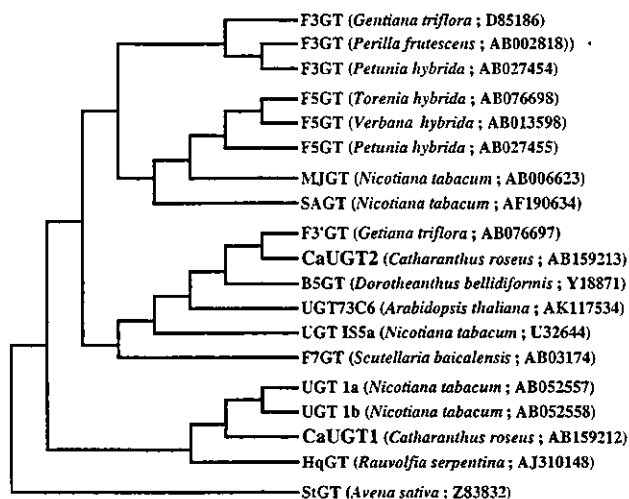 F3GT (Gentiana triflora ; D85186)
F3GT (Perilla frutescens ; AB002818))
F3GT (Petunia hybrida ; AB027454)
F5GT (Torenia hybrida ; AB076698)
F5GT (Verbana hybrida ; AB013598)
F5GT (Petunia hybrida ; AB027455)
MJGT (Nicotiana tabacum ; AB006623)
SAGT (Nicotiana tabacum ; AF190634)
F3'GT (Getiana triflora ; AB076697)
CaUGT2 (Catharanthus roseus ; AB159213)
B5GT (Dorotheanthus bellidiformis ; Y18871)
UGT73C6 (Arabidopsis thaliana ; AK117534)
UGT IS5a (Nicotiana tabacum ; U32644)
F7GT (Scutellaria baicalensis ; AB03174)
UGT 1a (Nicotiana tabacum ; AB052557)
UGT 1b (Nicotiana tabacum ; AB052558)
CaUGT1 (Catharanthus roseus ; AB159212)
HqGT (Rauvolfia serpentina ; AJ310148)
StGT (Avena sativa ; Z83832)